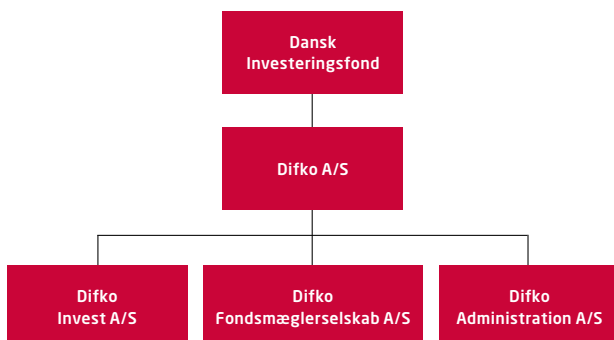 Dansk
Investeringsfond
Difko A/S
Difko
Invest A/S
Difko
Fondsmæglerselskab A/S
Difko
Administration A/S